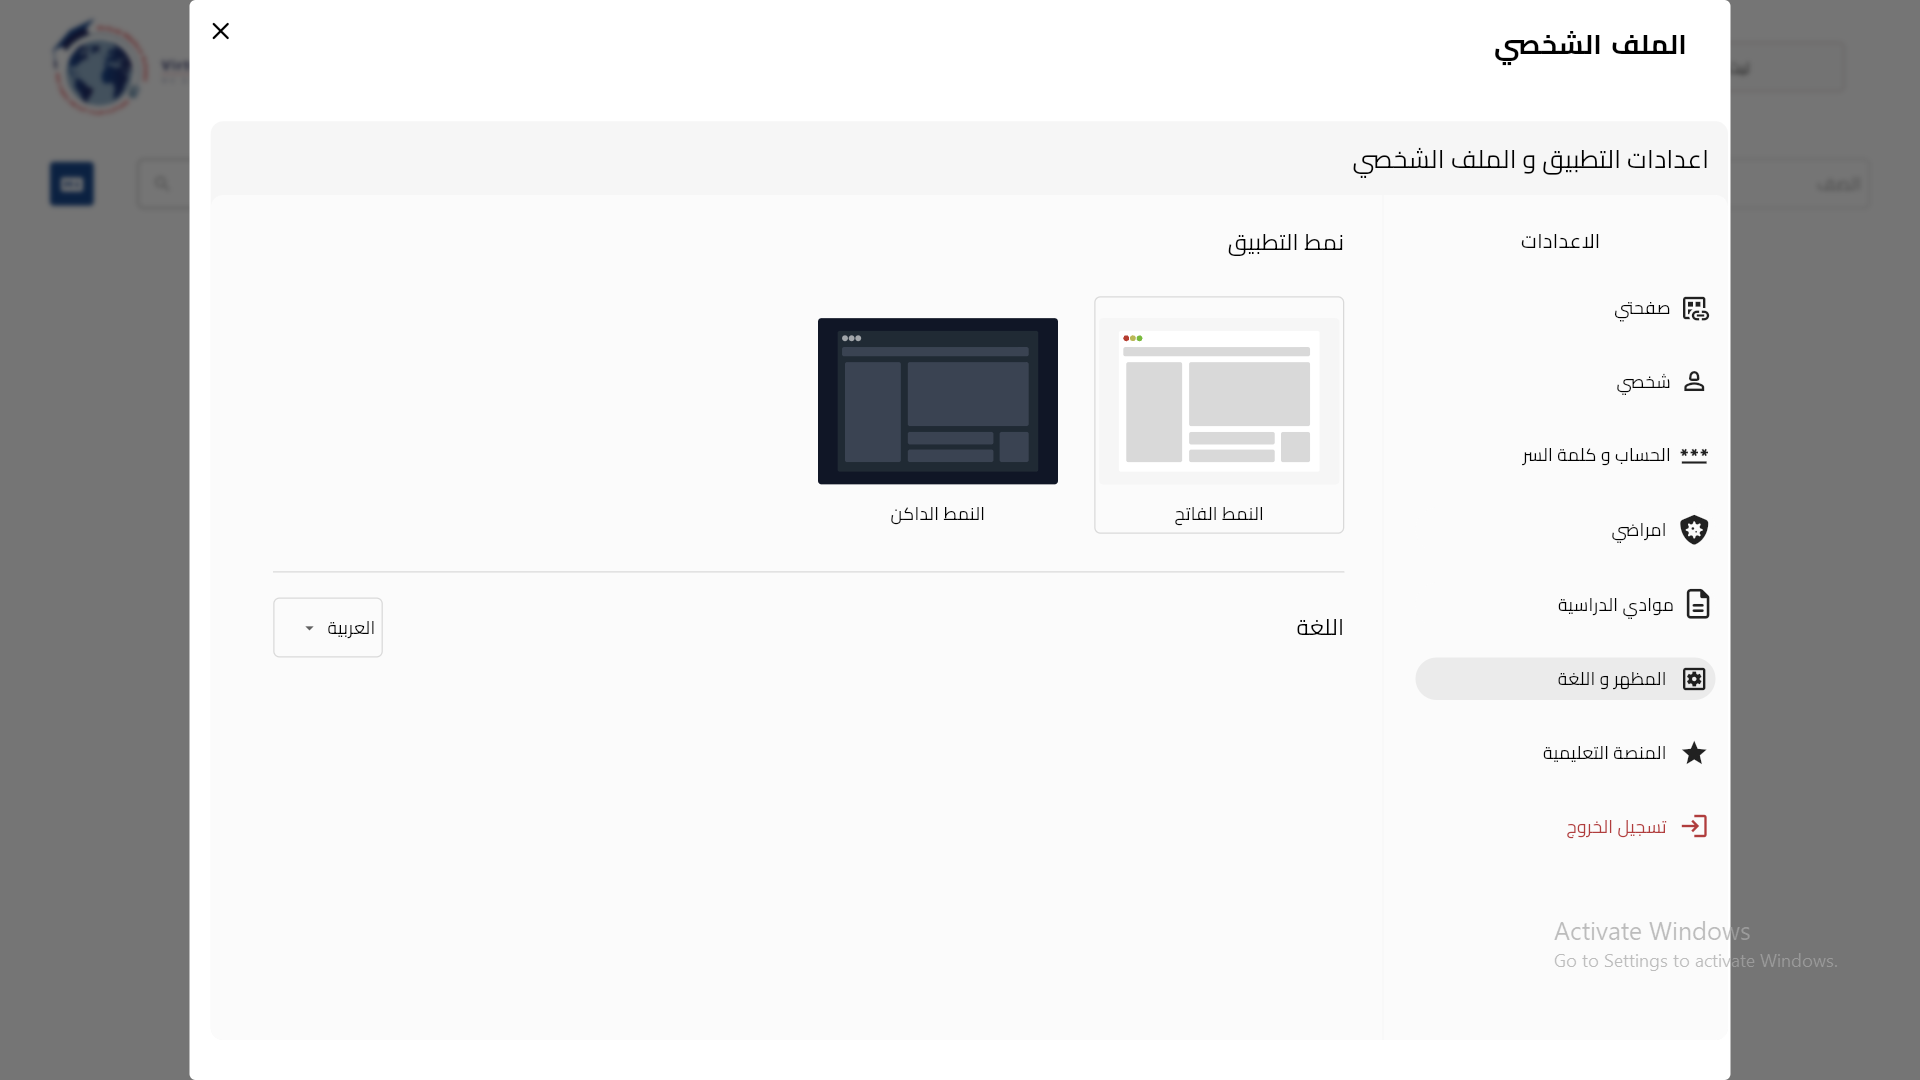 الملف الشخصي
اعدادات التطبيق و الملف الشخصي
الاعدادات
صفحتي
شخصي
الحساب و كلمة السر
امراضي
موادي الدراسية
المظهر و اللغة
المنصة التعليمية
تسجيل الخروج
نمط التطبيق
النمط الفاتح
النمط الداكن
اللغة
العربية
Activate Windows
Go to Settings to activate Windows.